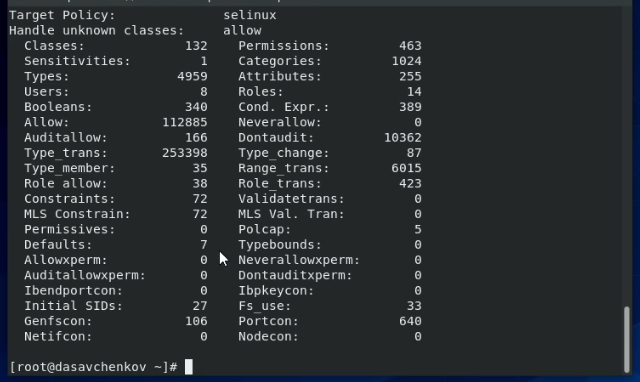 Target Policy: selinux
Handle unknown classes: allow
Classes: 132 Permissions: 463
Sensitivities: 1 Categories: 1024
Types: 4959 Attributes: 255
Users: 8 Roles: 14
Booleans: 340 Cond. Expr.: 389
Allow: 112885 Neverallow: 0
Auditallow: 166 Dontaudit: 10362
Type_trans: 253398 Type_change: 87
Type_member: 35 Range_trans: 6015
Role allow: 38 Role_trans: 423
Constraints: 72 Validatetrans: 0
MLS Constrain: 72 MLS Val. Tran: 0
Permissives: 0 Polcap: 5
Defaults: 7 Typebounds: 0
Allowxperm: 0 Neverallowxperm: 0
Auditallowxperm: 0 Dontauditxperm: 0
Ibendportcon: 0 Ibpkeycon: 0
Initial SIDs: 27 Fs_use: 33
Genfscon: 106 Portcon: 640
Netifcon: 0 Nodecon: 0
[root@dasavchenkov ~]#